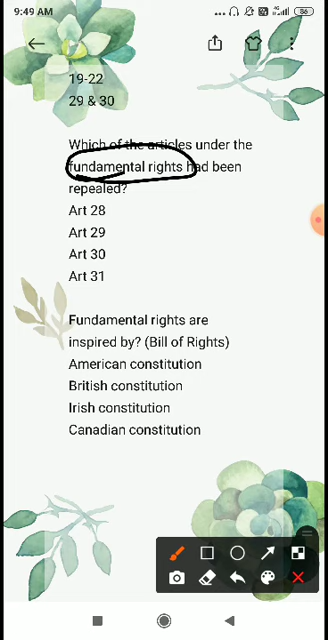 9:49 AM
86
19-22
29 & 30
Which of the articles under the
fundamental rights had been
repealed?
Art 28
Art 29
Art 30
Art 31
Fundamental rights are
inspired by? (Bill of Rights)
American constitution
British constitution
Irish constitution
Canadian constitution